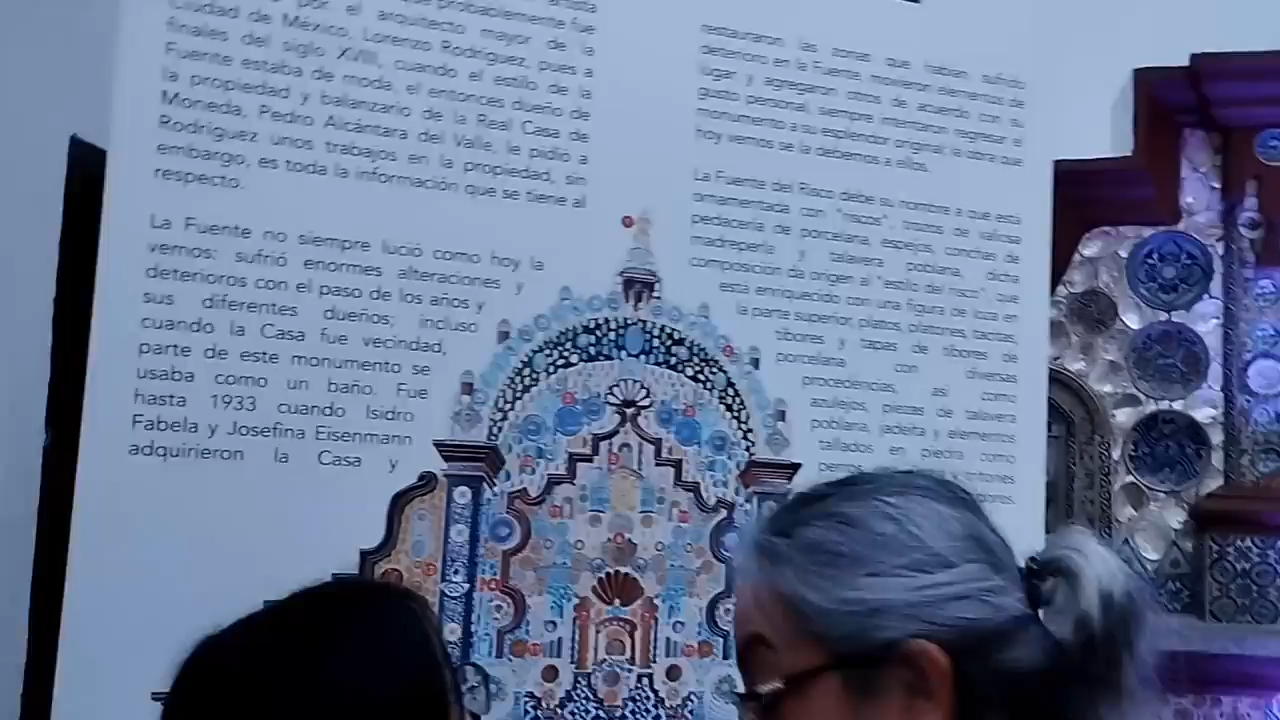 probablemente fue
por el arquitecto mayor de la
Ciudad de México, Lorenzo Rodríguez, pues a
finales del siglo XVIII, cuando el estilo de la
Fuente estaba de moda, el entonces dueño de
la propiedad y balanzario de la Real Casa de
Moneda, Pedro Alcántara del Valle, le pidió a
Rodríguez unos trabajos en la propiedad, sin
embargo, es toda la información que se tiene al
respecto.
La Fuente no siempre lució como hoy la
vemos: sufrió enormes alteraciones y
deterioros con el paso de los años y
sus diferentes dueños; incluso
cuando la Casa fue vecindad,
parte de este monumento se
usaba como un baño. Fue
hasta 1933 cuando Isidro
Fabela y Josefina Eisenmann
adquirieron la Casa y
restauraron las zonas que habían sufrido
deterioro en la Fuente, movieron elementos de
lugar y agregaron otros de acuerdo con su
gusto personal, siempre intentaron regresar el
monumento a su esplendor original; la obra que
hoy vemos se la debemos a ellos.
La Fuente del Risco debe su nombre a que está
ornamentada con "riscos", trozos de valiosa
pedacería de porcelana, espejos, conchas de
madreperla y talavera poblana, dicha
composición da origen al "estilo del risco", que
está enriquecido con una figura de loza en
la parte superior, platos, platones, tacitas,
tibores y tapas de tibores de
porcelana con diversas
procedencias, así como
azulejos, piezas de talavera
poblana, jadeíta y elementos
tallados en piedra como
perros